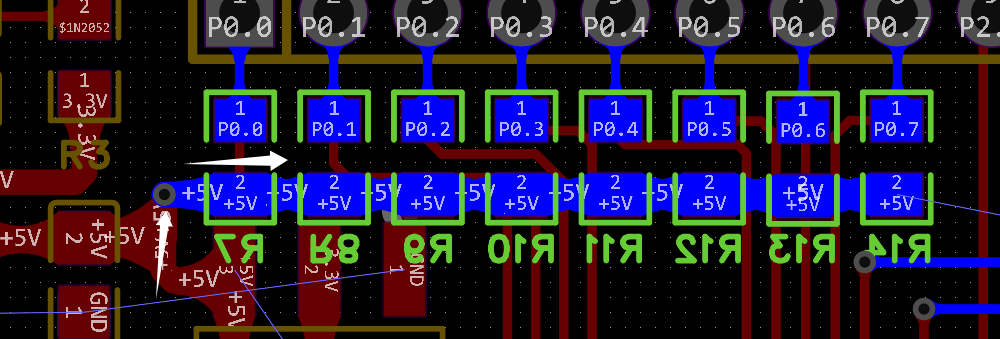 2
$1N2052
P0.0 P0.1 P0.2 P0.3 P0.4 P0.5 P0.6 P0.7 P2.
1
3.3V
3.3V
R3
1 1 1 1 1 1 1 1
P0.0 P0.1 P0.2 P0.3 P0.4 P0.5 P0.6 P0.7
V
+5V +5V +5V +5V +5V +5V
2 2 2 2 2 2 2 2
+5V +5V +5V +5V +5V +5V +5V +5V
+5V
+5V 2 +5V +5V
R7 R8 R9 R10 R11 R12 R13 R14
+5V 3 5V 2 3.3V 1 GND
+5V
1 GND